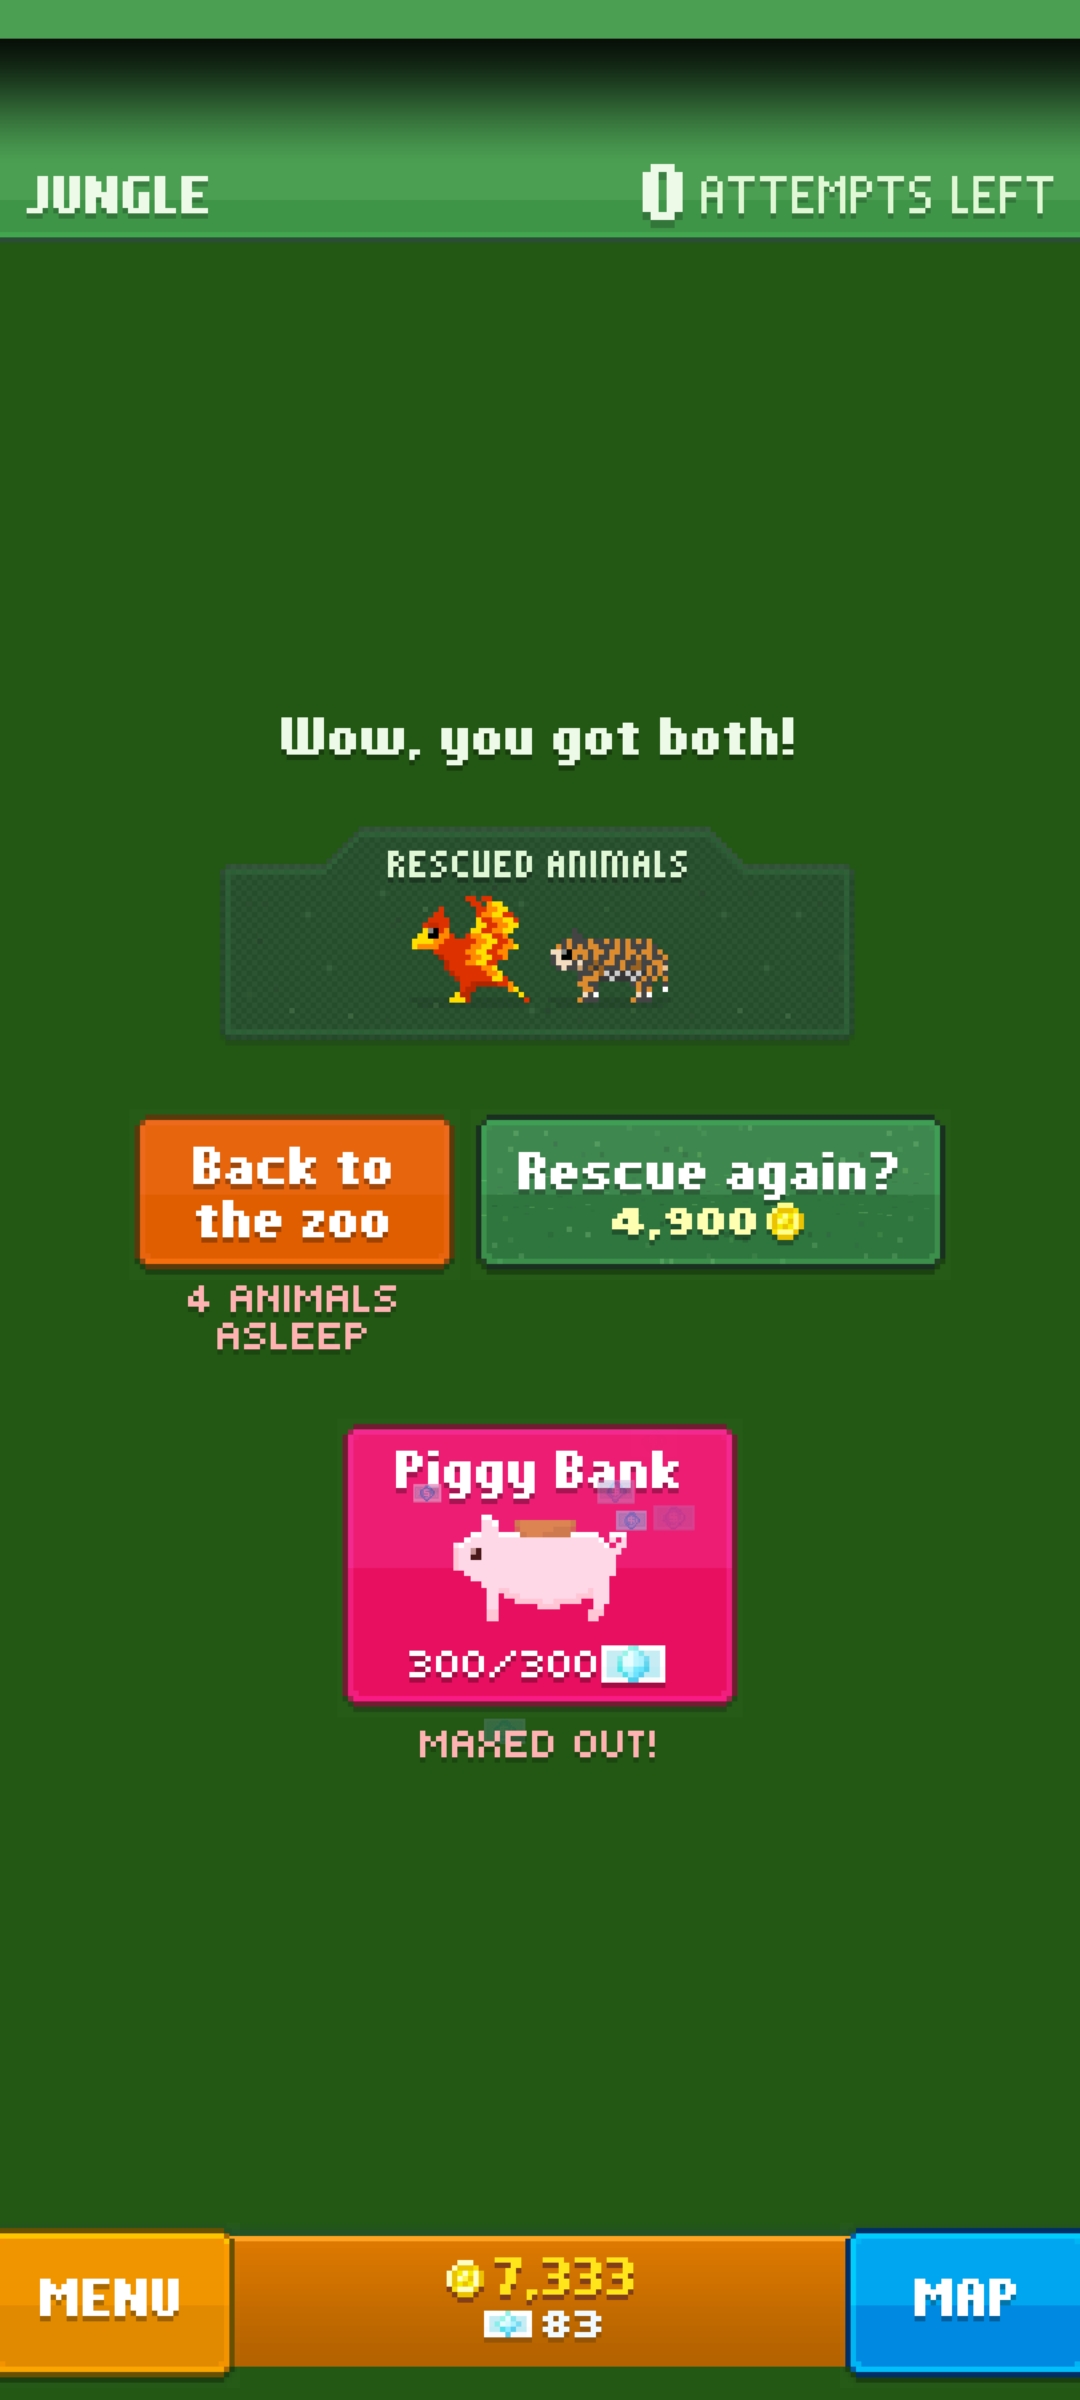 JUNGLE
0 ATTEMPTS LEFT
Wow, you got both!
RESCUED ANIMALS
Back to
the zoo
Rescue again?
4,900
4 ANIMALS
ASLEEP
Piggy Bank
300/300
MAXED OUT!
MENU
7,333
83
MAP